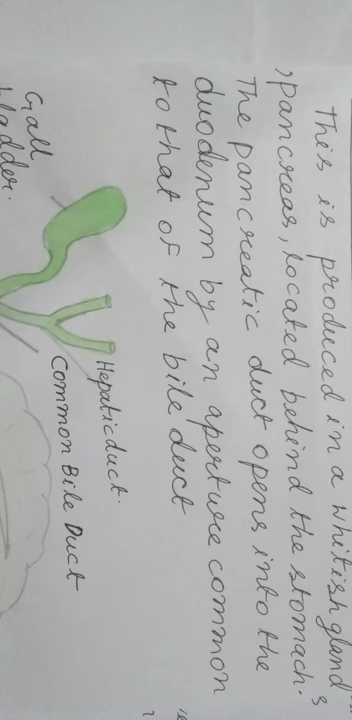 This is produced in a whitish gland
pancreas, located behind the stomach.
The pancreatic duct opens into the
duodenum by an aperture common
to that of the bile duct
Hepatic duct.
Common Bile Duct
Gall
bladder.